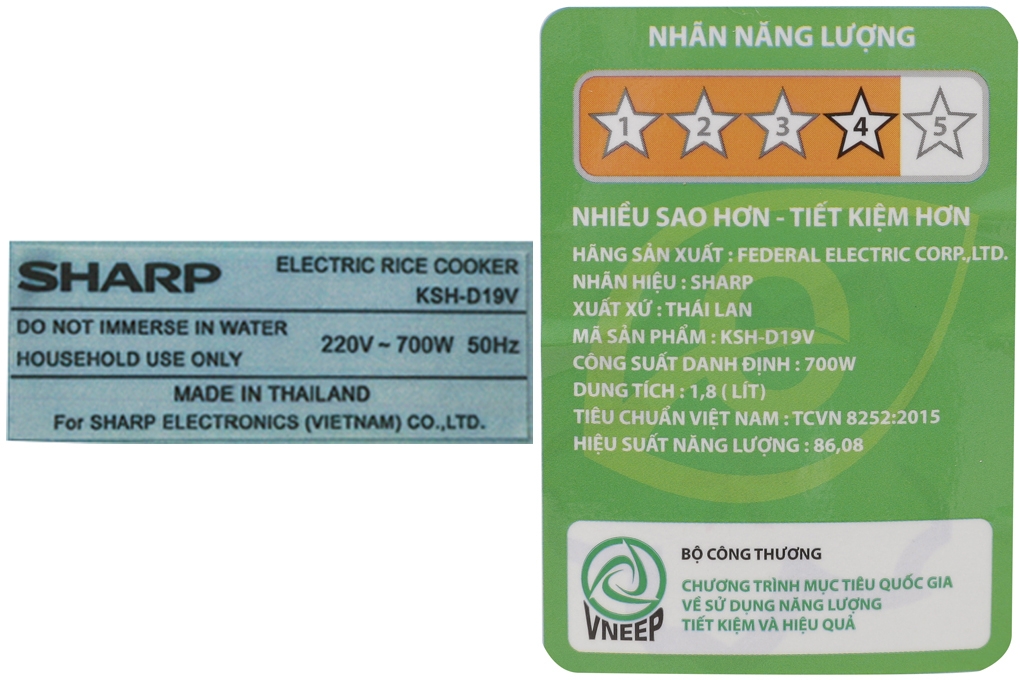 SHARP
ELECTRIC RICE COOKER
KSH-D19V
DO NOT IMMERSE IN WATER
HOUSEHOLD USE ONLY
220V ~ 700W 50Hz
MADE IN THAILAND
For SHARP ELECTRONICS (VIETNAM) CO.,LTD.
NHÃN NĂNG LƯỢNG
1 2 3 4 5
NHIỀU SAO HƠN - TIẾT KIỆM HƠN
HÃNG SẢN XUẤT : FEDERAL ELECTRIC CORP.,LTD.
NHÃN HIỆU : SHARP
XUẤT XỨ : THÁI LAN
MÃ SẢN PHẨM : KSH-D19V
CÔNG SUẤT DANH ĐỊNH : 700W
DUNG TÍCH : 1,8 ( LÍT)
TIÊU CHUẨN VIỆT NAM : TCVN 8252:2015
HIỆU SUẤT NĂNG LƯỢNG : 86,08
VNEEP
BỘ CÔNG THƯƠNG
CHƯƠNG TRÌNH MỤC TIÊU QUỐC GIA
VỀ SỬ DỤNG NĂNG LƯỢNG
TIẾT KIỆM VÀ HIỆU QUẢ